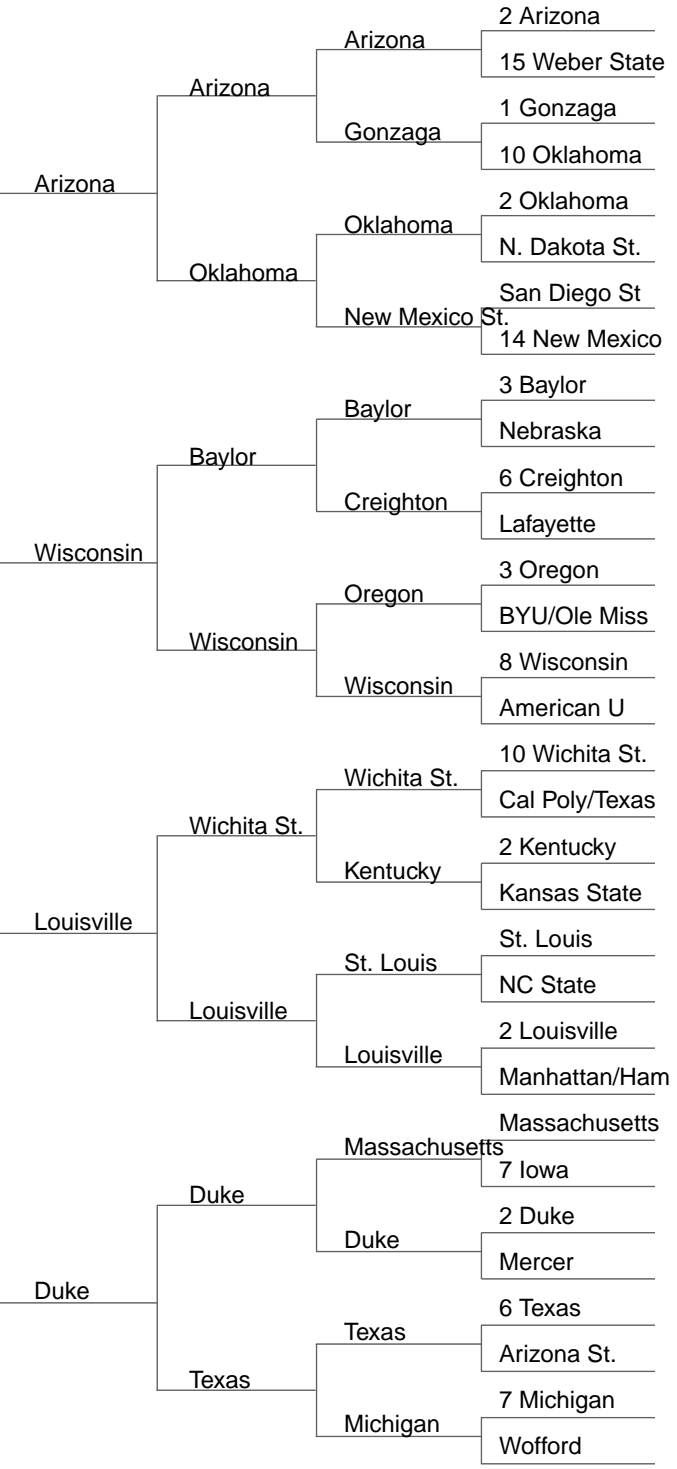 2 Arizona
Arizona
15 Weber State
Arizona
1 Gonzaga
Gonzaga
10 Oklahoma
Arizona
2 Oklahoma
Oklahoma
N. Dakota St.
Oklahoma
San Diego St
New Mexico St.
14 New Mexico
3 Baylor
Baylor
Nebraska
Baylor
6 Creighton
Creighton
Lafayette
Wisconsin
3 Oregon
Oregon
BYU/Ole Miss
Wisconsin
8 Wisconsin
Wisconsin
American U
10 Wichita St.
Wichita St.
Cal Poly/Texas
Wichita St.
2 Kentucky
Kentucky
Kansas State
Louisville
St. Louis
St. Louis
NC State
Louisville
2 Louisville
Louisville
Manhattan/Ham
Massachusetts
Massachusetts
7 Iowa
Duke
2 Duke
Duke
Mercer
Duke
6 Texas
Texas
Arizona St.
Texas
7 Michigan
Michigan
Wofford